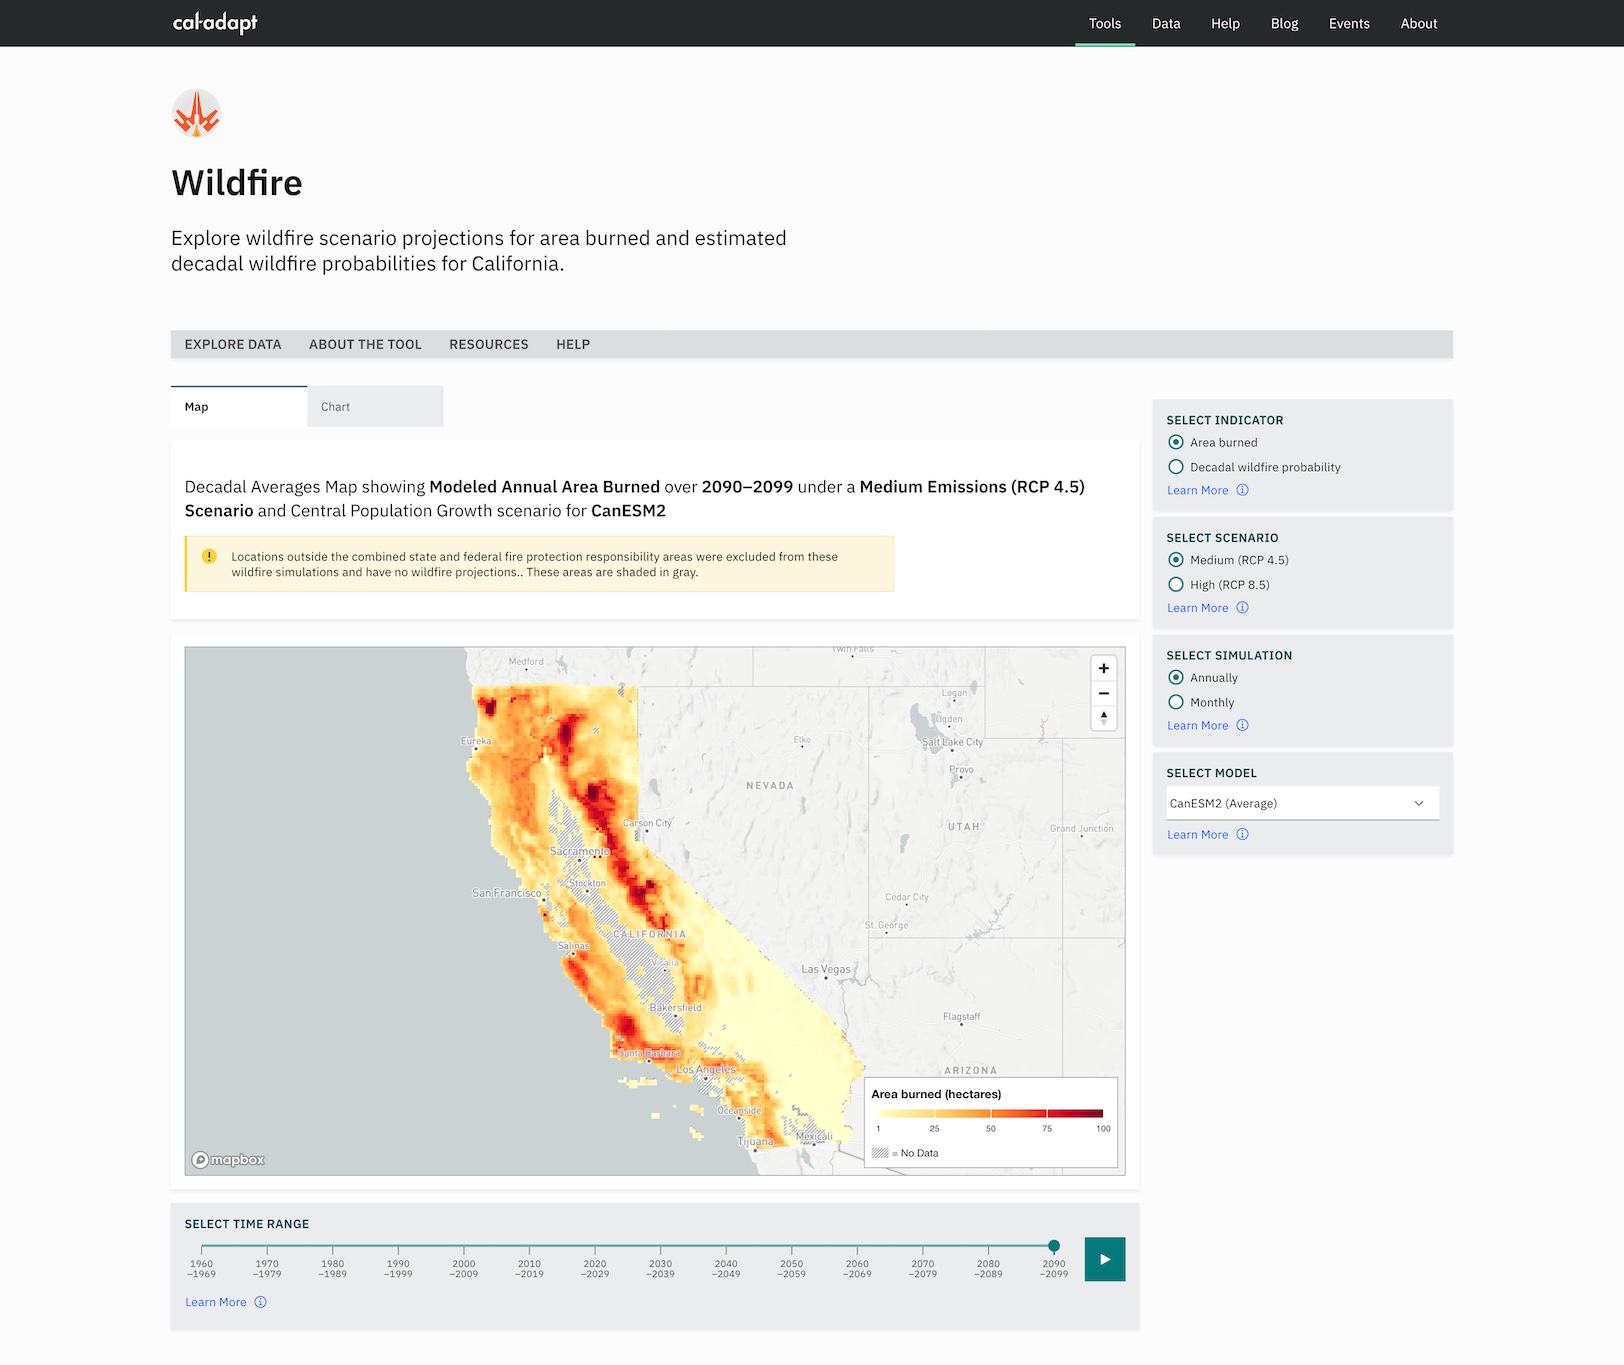 cal-adapt
Tools Data Help Blog Events About
Wildfire
Explore wildfire scenario projections for area burned and estimated
decadal wildfire probabilities for California.
EXPLORE DATA ABOUT THE TOOL RESOURCES HELP
Map Chart
Decadal Averages Map showing Modeled Annual Area Burned over 2090–2099 under a Medium Emissions (RCP 4.5)
Scenario and Central Population Growth scenario for CanESM2
Locations outside the combined state and federal fire protection responsibility areas were excluded from these
wildfire simulations and have no wildfire projections.. These areas are shaded in gray.
SELECT INDICATOR
Area burned
Decadal wildfire probability
Learn More
SELECT SCENARIO
Medium (RCP 4.5)
High (RCP 8.5)
Learn More
SELECT SIMULATION
Annually
Monthly
Learn More
SELECT MODEL
CanESM2 (Average)
Learn More
Twin Falls
Medford
Logan
Ogden
Eureka
Elko
Salt Lake City
Provo
NEVADA
Carson City
UTAH
Grand Junction
Sacramento
Stockton
San Francisco
Cedar City
St. George
CALIFORNIA
Salinas
Visalia
Las Vegas
Bakersfield
Flagstaff
Santa Barbara
Los Angeles
ARIZONA
Oceanside
Tijuana
Mexicali
Area burned (hectares)
1 25 50 75 100
= No Data
mapbox
SELECT TIME RANGE
1960 1970 1980 1990 2000 2010 2020 2030 2040 2050 2060 2070 2080 2090
–1969 –1979 –1989 –1999 –2009 –2019 –2029 –2039 –2049 –2059 –2069 –2079 –2089 –2099
Learn More